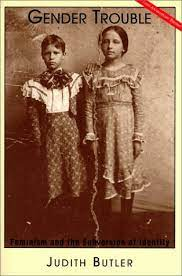 GENDER TROUBLE
Feminism and the Subversion of Identity
JUDITH BUTLER